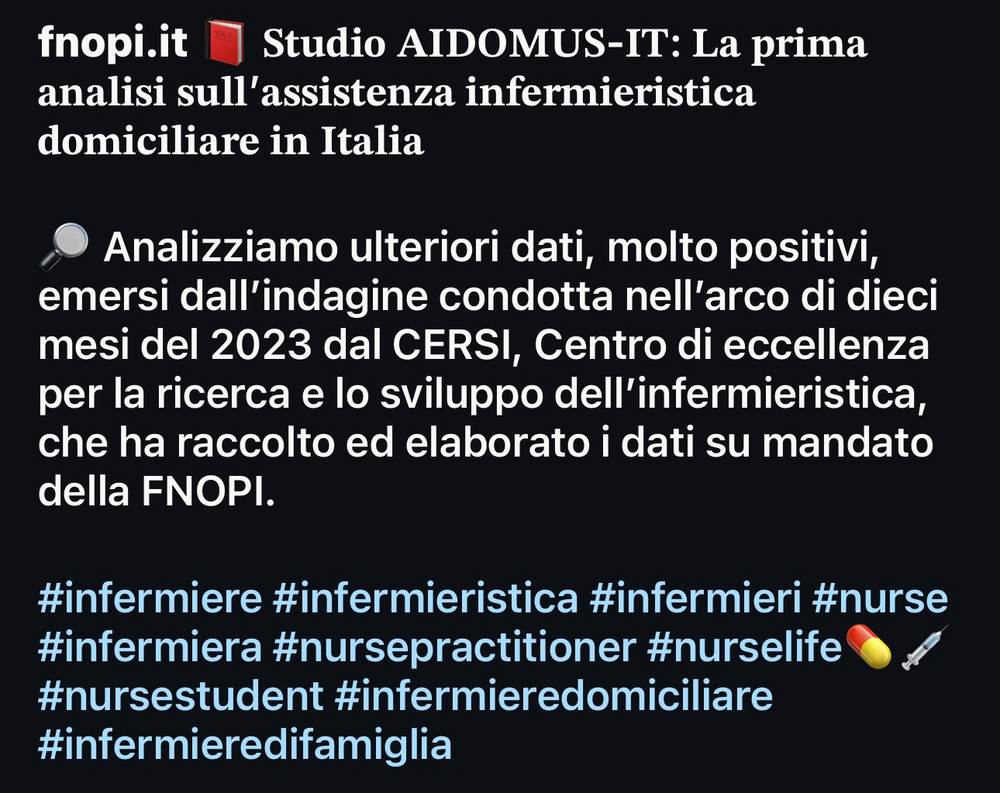 fnopi.it 📕 Studio AIDOMUS-IT: La prima
analisi sull'assistenza infermieristica
domiciliare in Italia
🔎 Analizziamo ulteriori dati, molto positivi,
emersi dall'indagine condotta nell'arco di dieci
mesi del 2023 dal CERSI, Centro di eccellenza
per la ricerca e lo sviluppo dell'infermieristica,
che ha raccolto ed elaborato i dati su mandato
della FNOPI.
#infermiere #infermieristica #infermieri #nurse
#infermiera #nursepractitioner #nurselife💊💉
#nursestudent #infermieredomiciliare
#infermieredifamiglia